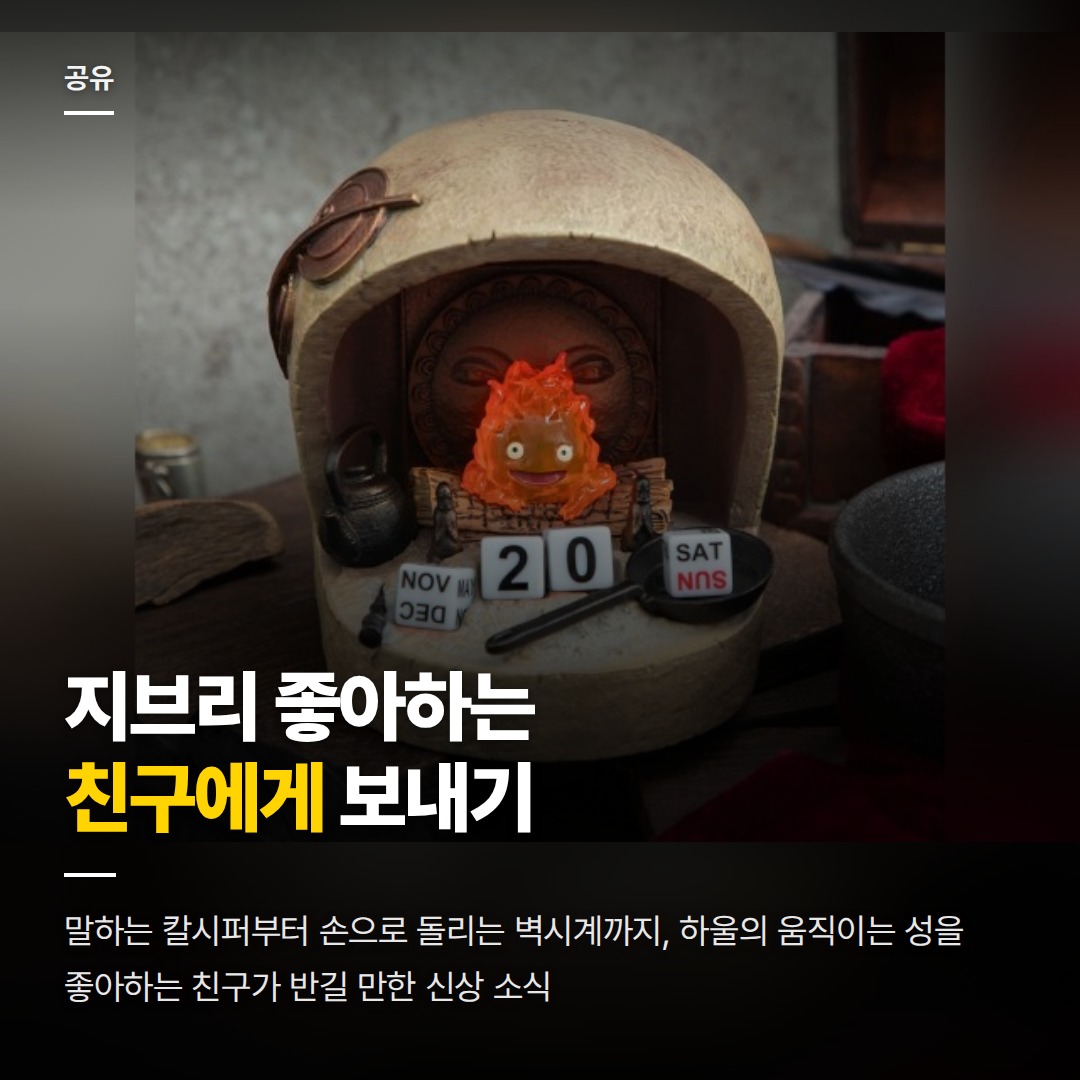 공유
NOV
DEC
2 0
SAT
SUN
지브리 좋아하는
친구에게 보내기
말하는 칼시퍼부터 손으로 돌리는 벽시계까지, 하울의 움직이는 성을
좋아하는 친구가 반길 만한 신상 소식